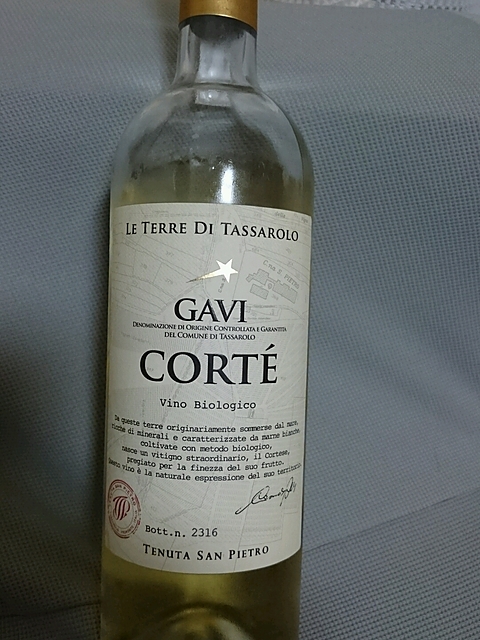 LE TERRE DI TASSAROLO
C.NA S. PIETRO
GAVI
DENOMINAZIONE DI ORIGINE CONTROLLATA E GARANTITA
DEL COMUNE DI TASSAROLO
CORTÉ
Vino Biologico
Da queste terre originariamente sommerse dal mare,
ricche di minerali e caratterizzate da marne bianche,
coltivate con metodo biologico,
nasce un vitigno straordinario, il Cortese,
pregiato per la finezza del suo frutto.
Questo vino è la naturale espressione del suo territorio.
Bott.n. 2316
TENUTA SAN PIETRO